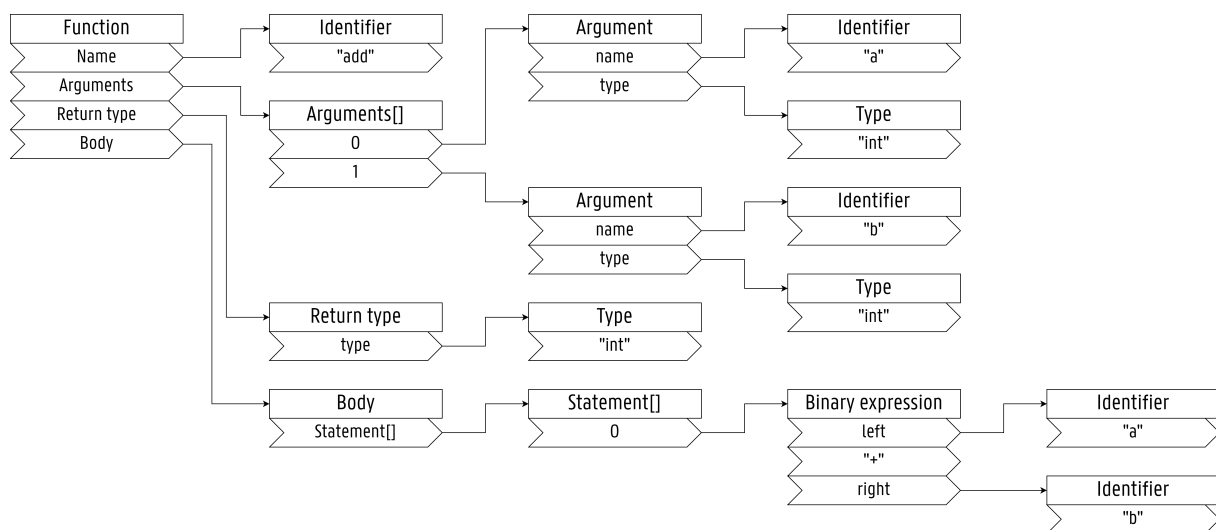 Function
Name
Arguments
Return type
Body
Identifier
"add"
Arguments[]
0
1
Argument
name
type
Identifier
"a"
Type
"int"
Argument
name
type
Identifier
"b"
Type
"int"
Return type
type
Type
"int"
Body
Statement[]
Statement[]
0
Binary expression
left
"+"
right
Identifier
"a"
Identifier
"b"